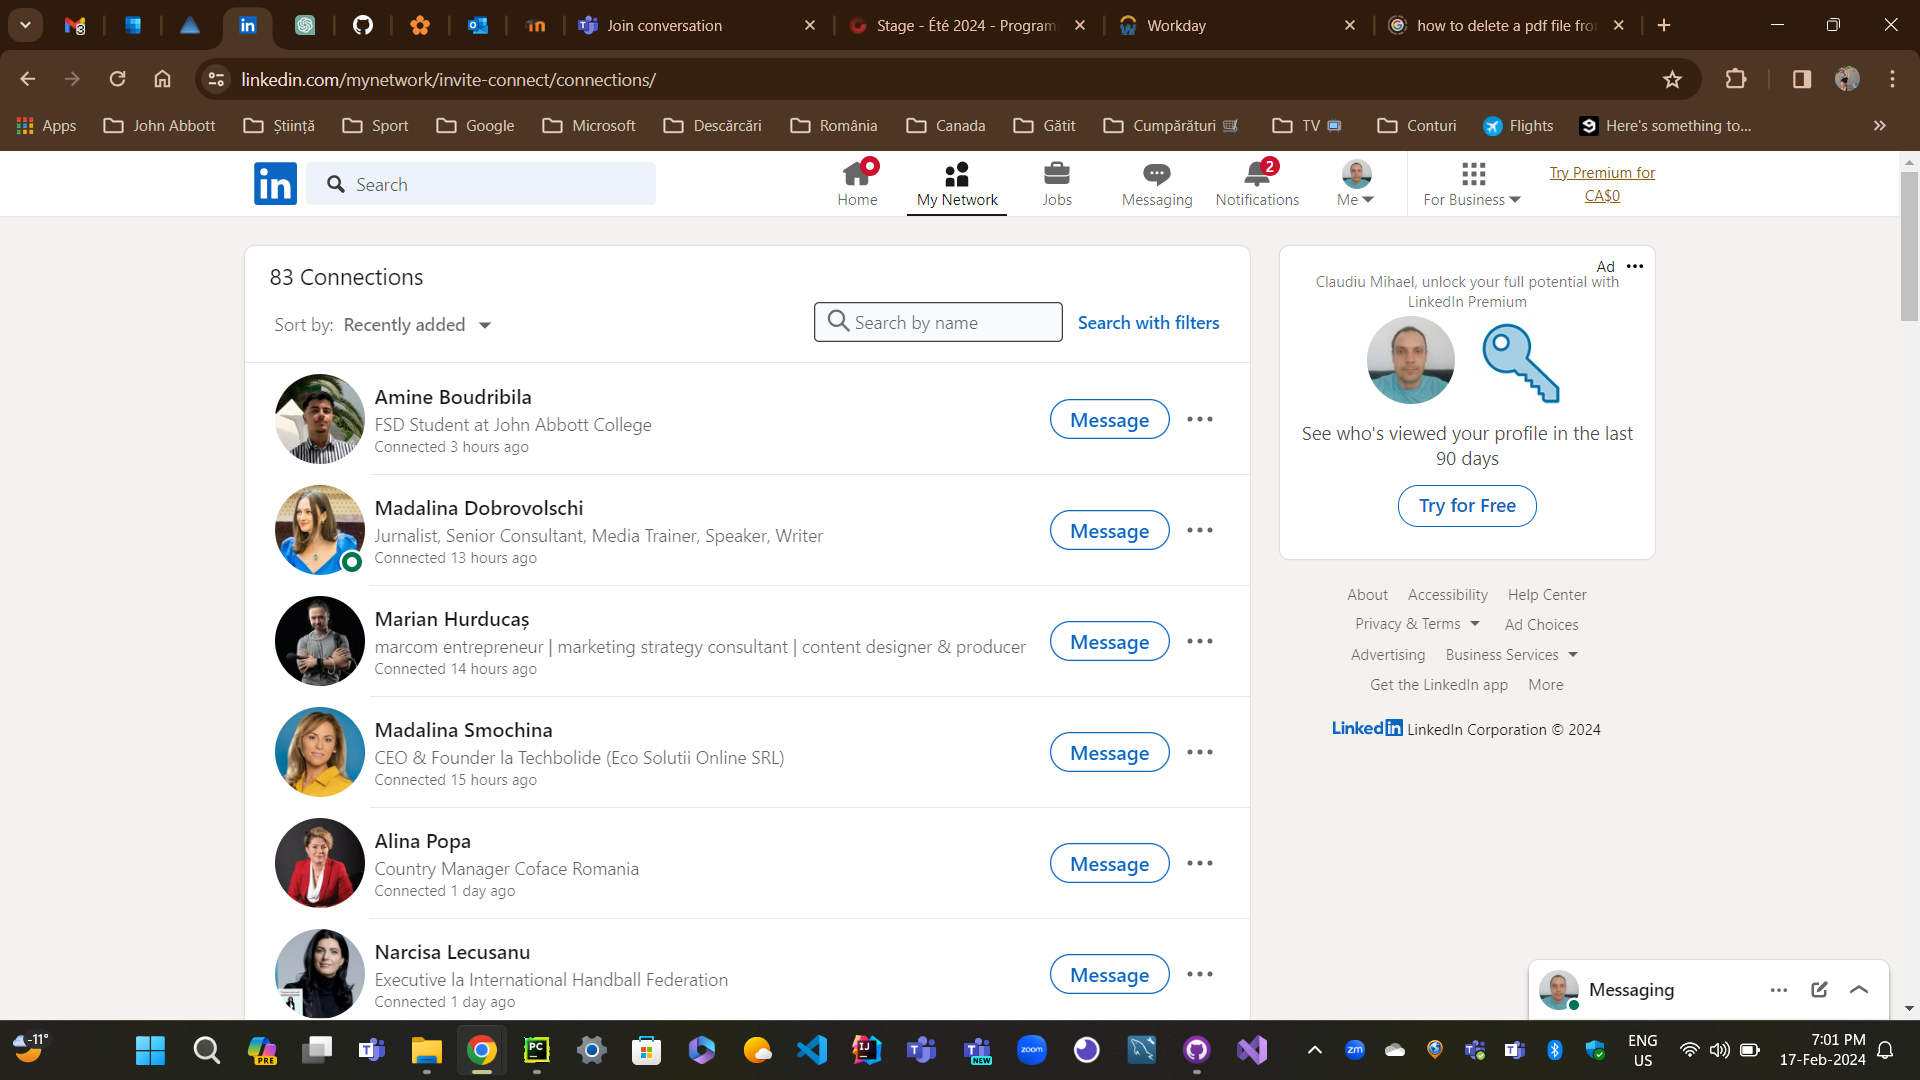 3
Join conversation
Stage - Été 2024 - Program
Workday
how to delete a pdf file fro
linkedin.com/mynetwork/invite-connect/connections/
Apps
John Abbott
Știință
Sport
Google
Microsoft
Descărcări
România
Canada
Gătit
Cumpărături
TV
Conturi
Flights
Here's something to...
in
Search
Home
My Network
Jobs
Messaging
2
Notifications
Me
For Business
Try Premium for
CA$0
83 Connections
Sort by: Recently added
Search by name
Search with filters
Amine Boudribila
FSD Student at John Abbott College
Connected 3 hours ago
Message
Madalina Dobrovolschi
Jurnalist, Senior Consultant, Media Trainer, Speaker, Writer
Connected 13 hours ago
Message
Marian Hurducaș
marcom entrepreneur | marketing strategy consultant | content designer & producer
Connected 14 hours ago
Message
Madalina Smochina
CEO & Founder la Techbolide (Eco Solutii Online SRL)
Connected 15 hours ago
Message
Alina Popa
Country Manager Coface Romania
Connected 1 day ago
Message
Narcisa Lecusanu
Executive la International Handball Federation
Connected 1 day ago
Message
Ad
Claudiu Mihael, unlock your full potential with
LinkedIn Premium
See who's viewed your profile in the last
90 days
Try for Free
About Accessibility Help Center
Privacy & Terms Ad Choices
Advertising Business Services
Get the LinkedIn app More
LinkedIn LinkedIn Corporation © 2024
Messaging
-11°
PRE
PC
NEW
zoom
zm
ENG
US
7:01 PM
17-Feb-2024